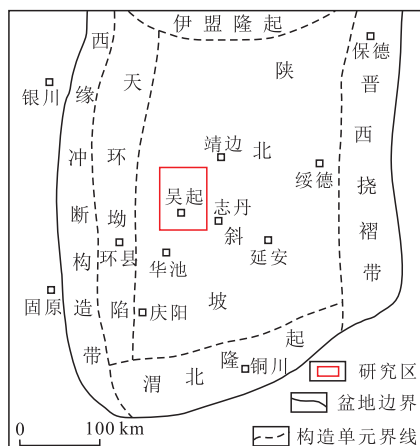 伊盟隆起
西缘冲断构造带
天环坳陷
陕北斜坡
晋西挠褶带
渭北隆起
保德
银川
靖边
绥德
吴起
志丹
延安
环县
华池
固原
庆阳
铜川
研究区
盆地边界
构造单元界线
0 100 km